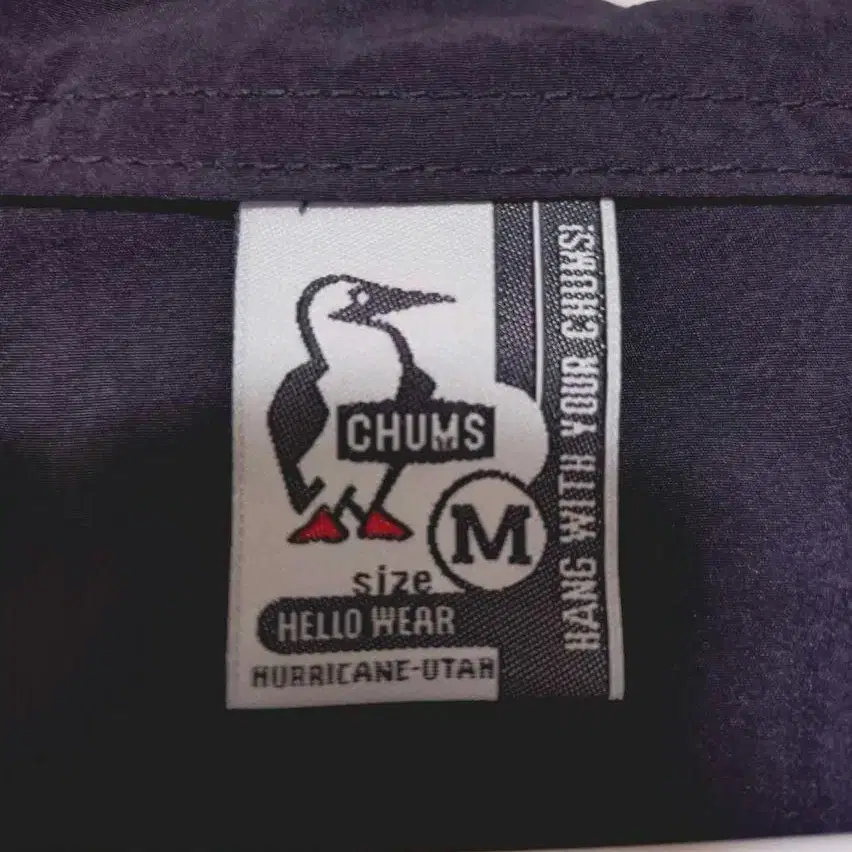 CHUMS
M
size
HELLO WEAR
HURRICANE-UTAH
HANG WITH YOUR CHUMS!